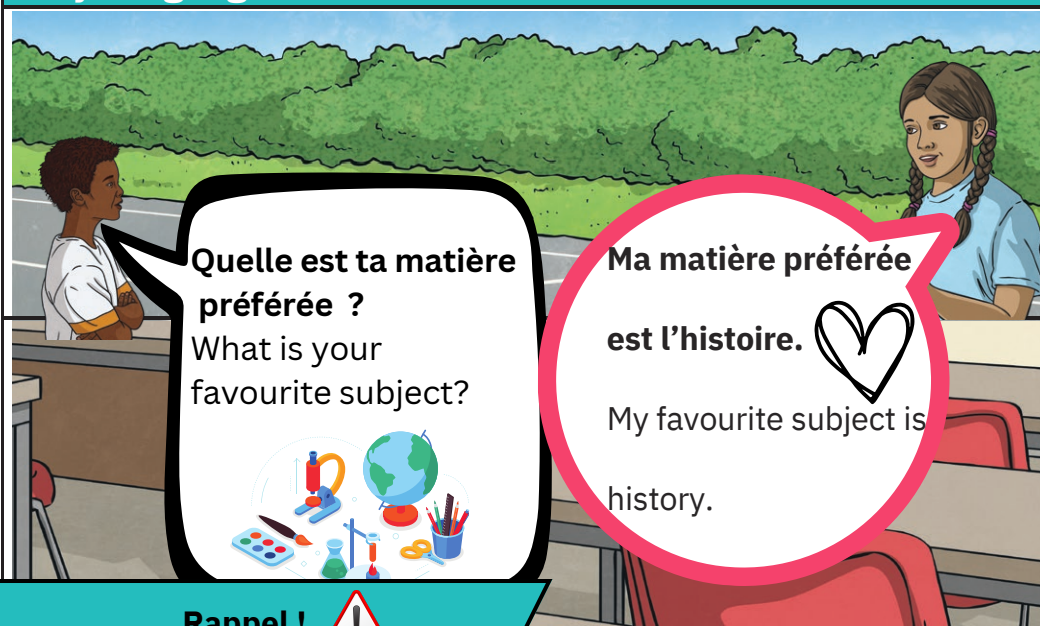 Quelle est ta matière
préférée ?
What is your
favourite subject?
Ma matière préférée
est l'histoire.
My favourite subject is
history.
Rappel !